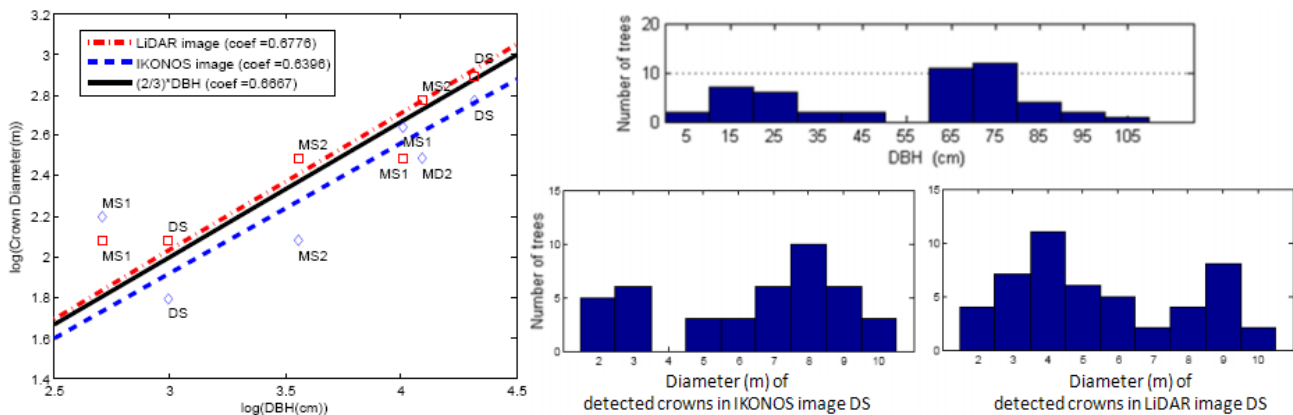 3.2
3
2.8
2.6
2.4
2.2
2
1.8
1.6
1.4
log(Crown Diameter(m))
LiDAR image (coef =0.6776)
IKONOS image (coef =0.6396)
(2/3)*DBH (coef =0.6667)
DS
MS2
DS
MS2
MS1
MS1
MD2
MS1
DS
MS1
MS2
DS
2.5 3 3.5 4 4.5
log(DBH(cm))
20
10
0
Number of trees
5 15 25 35 45 55 65 75 85 95 105
DBH (cm)
15
10
5
0
Number of trees
2 3 4 5 6 7 8 9 10
Diameter (m) of
detected crowns in IKONOS image DS
15
10
5
0
2 3 4 5 6 7 8 9 10
Diameter (m) of
detected crowns in LiDAR image DS